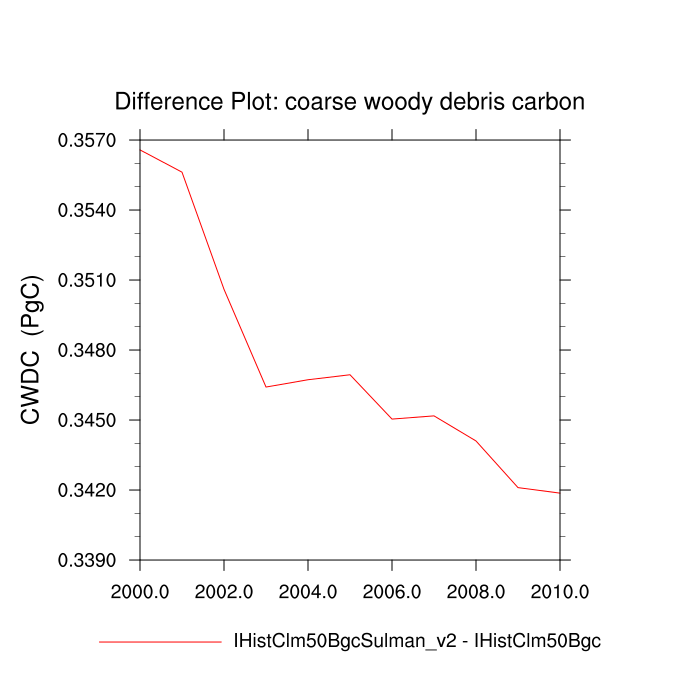 Difference Plot: coarse woody debris carbon
0.3570
0.3540
0.3510
0.3480
0.3450
0.3420
0.3390
CWDC (PgC)
2000.0 2002.0 2004.0 2006.0 2008.0 2010.0
IHistClm50BgcSulman_v2 - IHistClm50Bgc